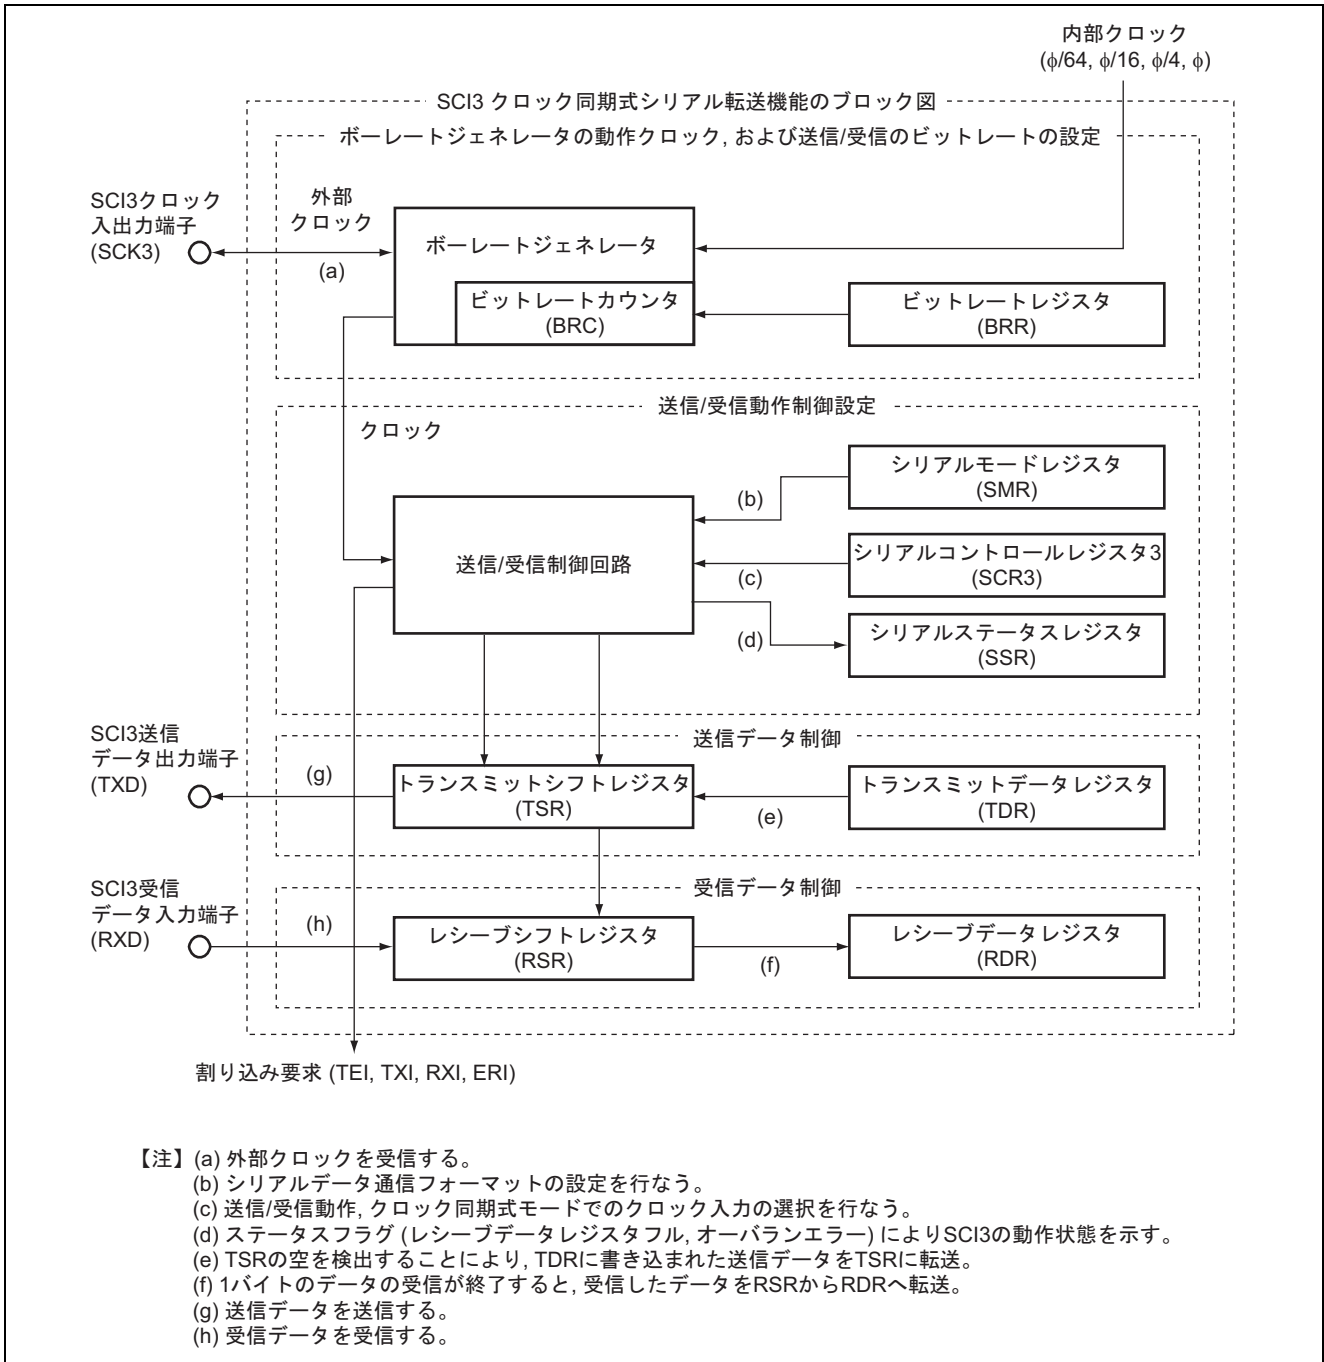 内部クロック
(ϕ/64, ϕ/16, ϕ/4, ϕ)
SCI3 クロック同期式シリアル転送機能のブロック図
ボーレートジェネレータの動作クロック, および送信/受信のビットレートの設定
SCI3クロック
入出力端子
(SCK3)
外部
クロック
(a)
ボーレートジェネレータ
ビットレートカウンタ
(BRC)
ビットレートレジスタ
(BRR)
送信/受信動作制御設定
クロック
シリアルモードレジスタ
(SMR)
(b)
送信/受信制御回路
シリアルコントロールレジスタ3
(SCR3)
(c)
シリアルステータスレジスタ
(SSR)
(d)
SCI3送信
データ出力端子
(TXD)
送信データ制御
(g)
トランスミットシフトレジスタ
(TSR)
(e)
トランスミットデータレジスタ
(TDR)
SCI3受信
データ入力端子
(RXD)
受信データ制御
(h)
レシーブシフトレジスタ
(RSR)
(f)
レシーブデータレジスタ
(RDR)
割り込み要求 (TEI, TXI, RXI, ERI)
【注】(a) 外部クロックを受信する。
(b) シリアルデータ通信フォーマットの設定を行なう。
(c) 送信/受信動作, クロック同期式モードでのクロック入力の選択を行なう。
(d) ステータスフラグ (レシーブデータレジスタフル, オーバランエラー) によりSCI3の動作状態を示す。
(e) TSRの空を検出することにより, TDRに書き込まれた送信データをTSRに転送。
(f) 1バイトのデータの受信が終了すると, 受信したデータをRSRからRDRへ転送。
(g) 送信データを送信する。
(h) 受信データを受信する。